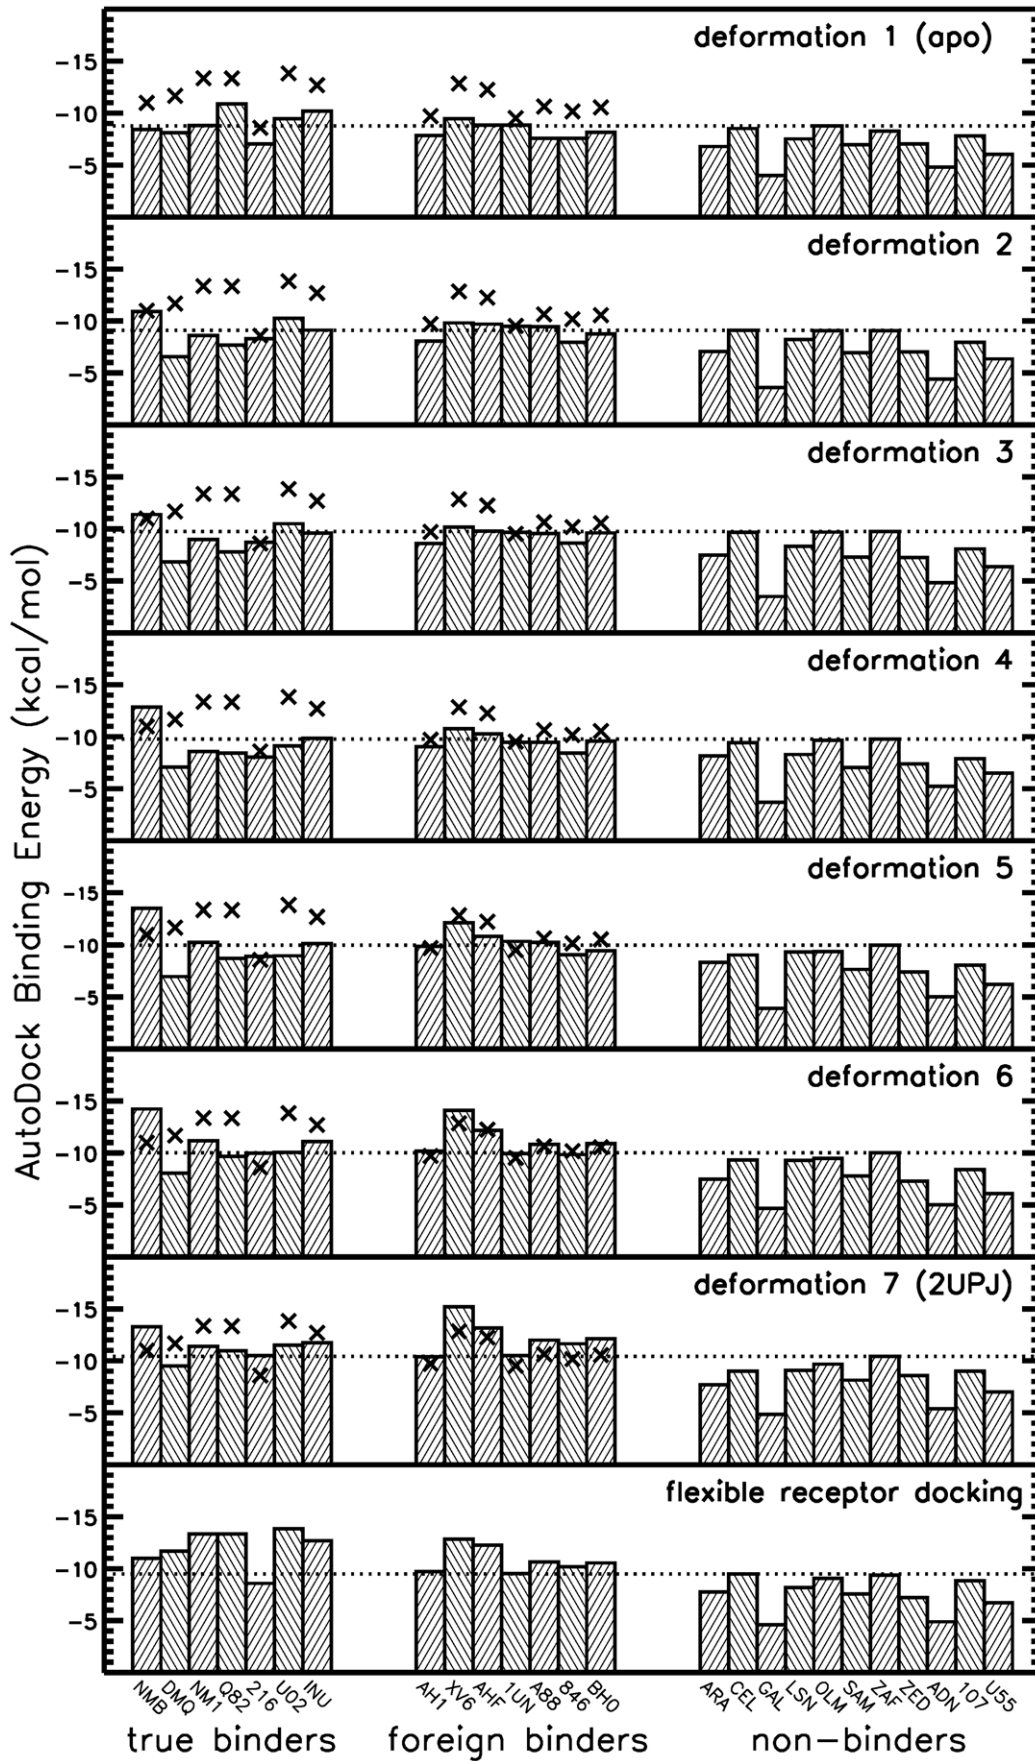 AutoDock Binding Energy (kcal/mol)
deformation 1 (apo)
-15
-10
-5
deformation 2
-15
-10
-5
deformation 3
-15
-10
-5
deformation 4
-15
-10
-5
deformation 5
-15
-10
-5
deformation 6
-15
-10
-5
deformation 7 (2UPJ)
-15
-10
-5
flexible receptor docking
-15
-10
-5
NMB DMQ NM1 Q82 216 U02 INU AH1 XV6 AHF 1UN A88 846 BH0 ARA CEL GAL LSN OLM SAM ZAF ZED ADN 107 U55
true binders foreign binders non-binders